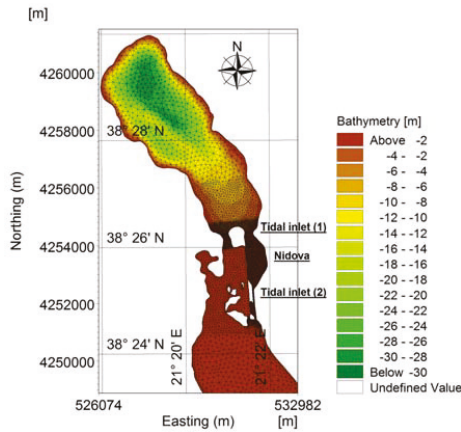 [m]
N
4260000
38° 28' N
4258000
4256000
Tidal inlet (1)
38° 26' N
4254000
Nidova
Tidal inlet (2)
4252000
38° 24' N
4250000
21° 20' E
21° 22' E
526074
532982
Easting (m)
[m]
Northing (m)
Bathymetry [m]
Above -2
-4 - -2
-6 - -4
-8 - -6
-10 - -8
-12 - -10
-14 - -12
-16 - -14
-18 - -16
-20 - -18
-22 - -20
-24 - -22
-26 - -24
-28 - -26
-30 - -28
Below -30
Undefined Value